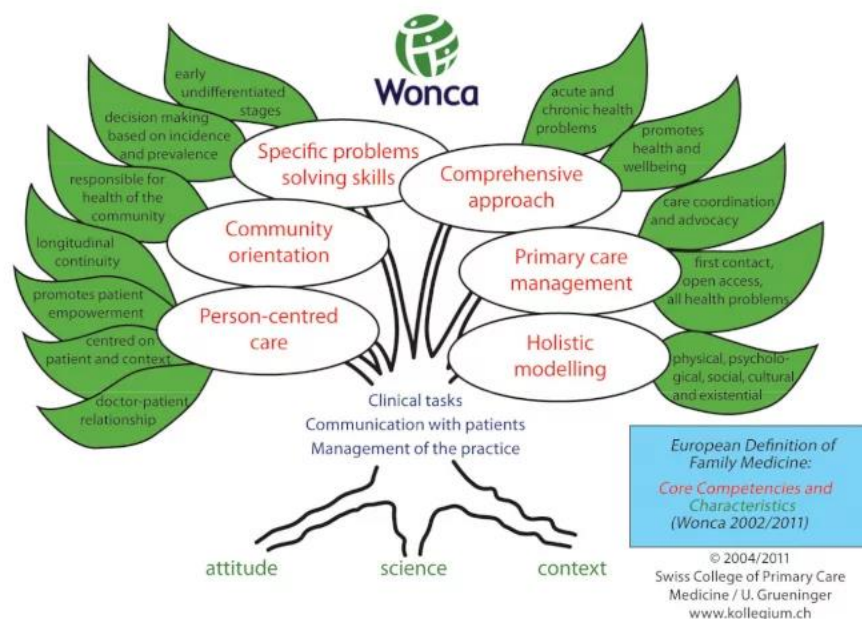 Wonca
early
undifferentiated
stages
decision making
based on incidence
and prevalence
responsible for
health of the
community
longitudinal
continuity
promotes patient
empowerment
centred on
patient and context
doctor-patient
relationship
Specific problems
solving skills
Community
orientation
Person-centred
care
Comprehensive
approach
Primary care
management
Holistic
modelling
acute and
chronic health
problems
promotes
health and
wellbeing
care coordination
and advocacy
first contact,
open access,
all health problems
physical, psycholo-
gical, social, cultural
and existential
Clinical tasks
Communication with patients
Management of the practice
attitude
science
context
European Definition of
Family Medicine:
Core Competencies and
Characteristics
(Wonca 2002/2011)
© 2004/2011
Swiss College of Primary Care
Medicine / U. Grueninger
www.kollegium.ch